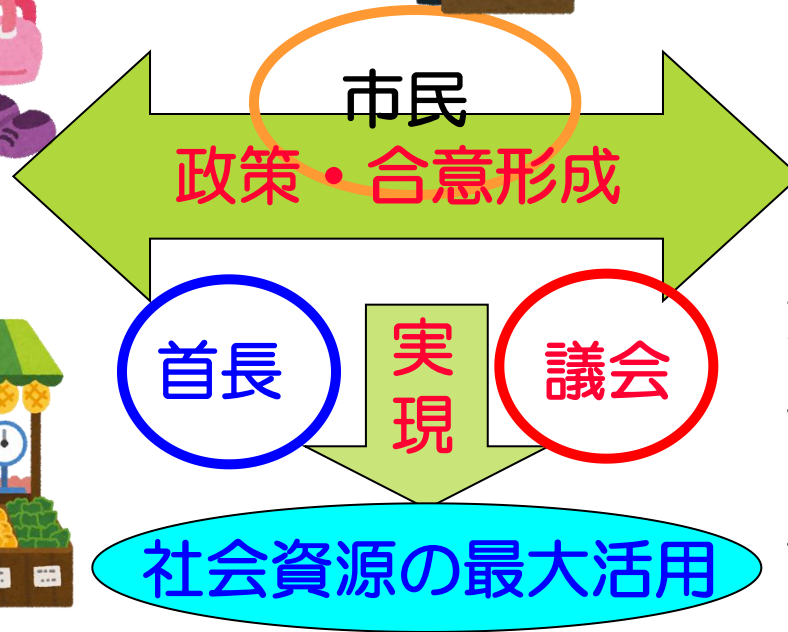 市民
政策・合意形成
首長
実現
議会
社会資源の最大活用